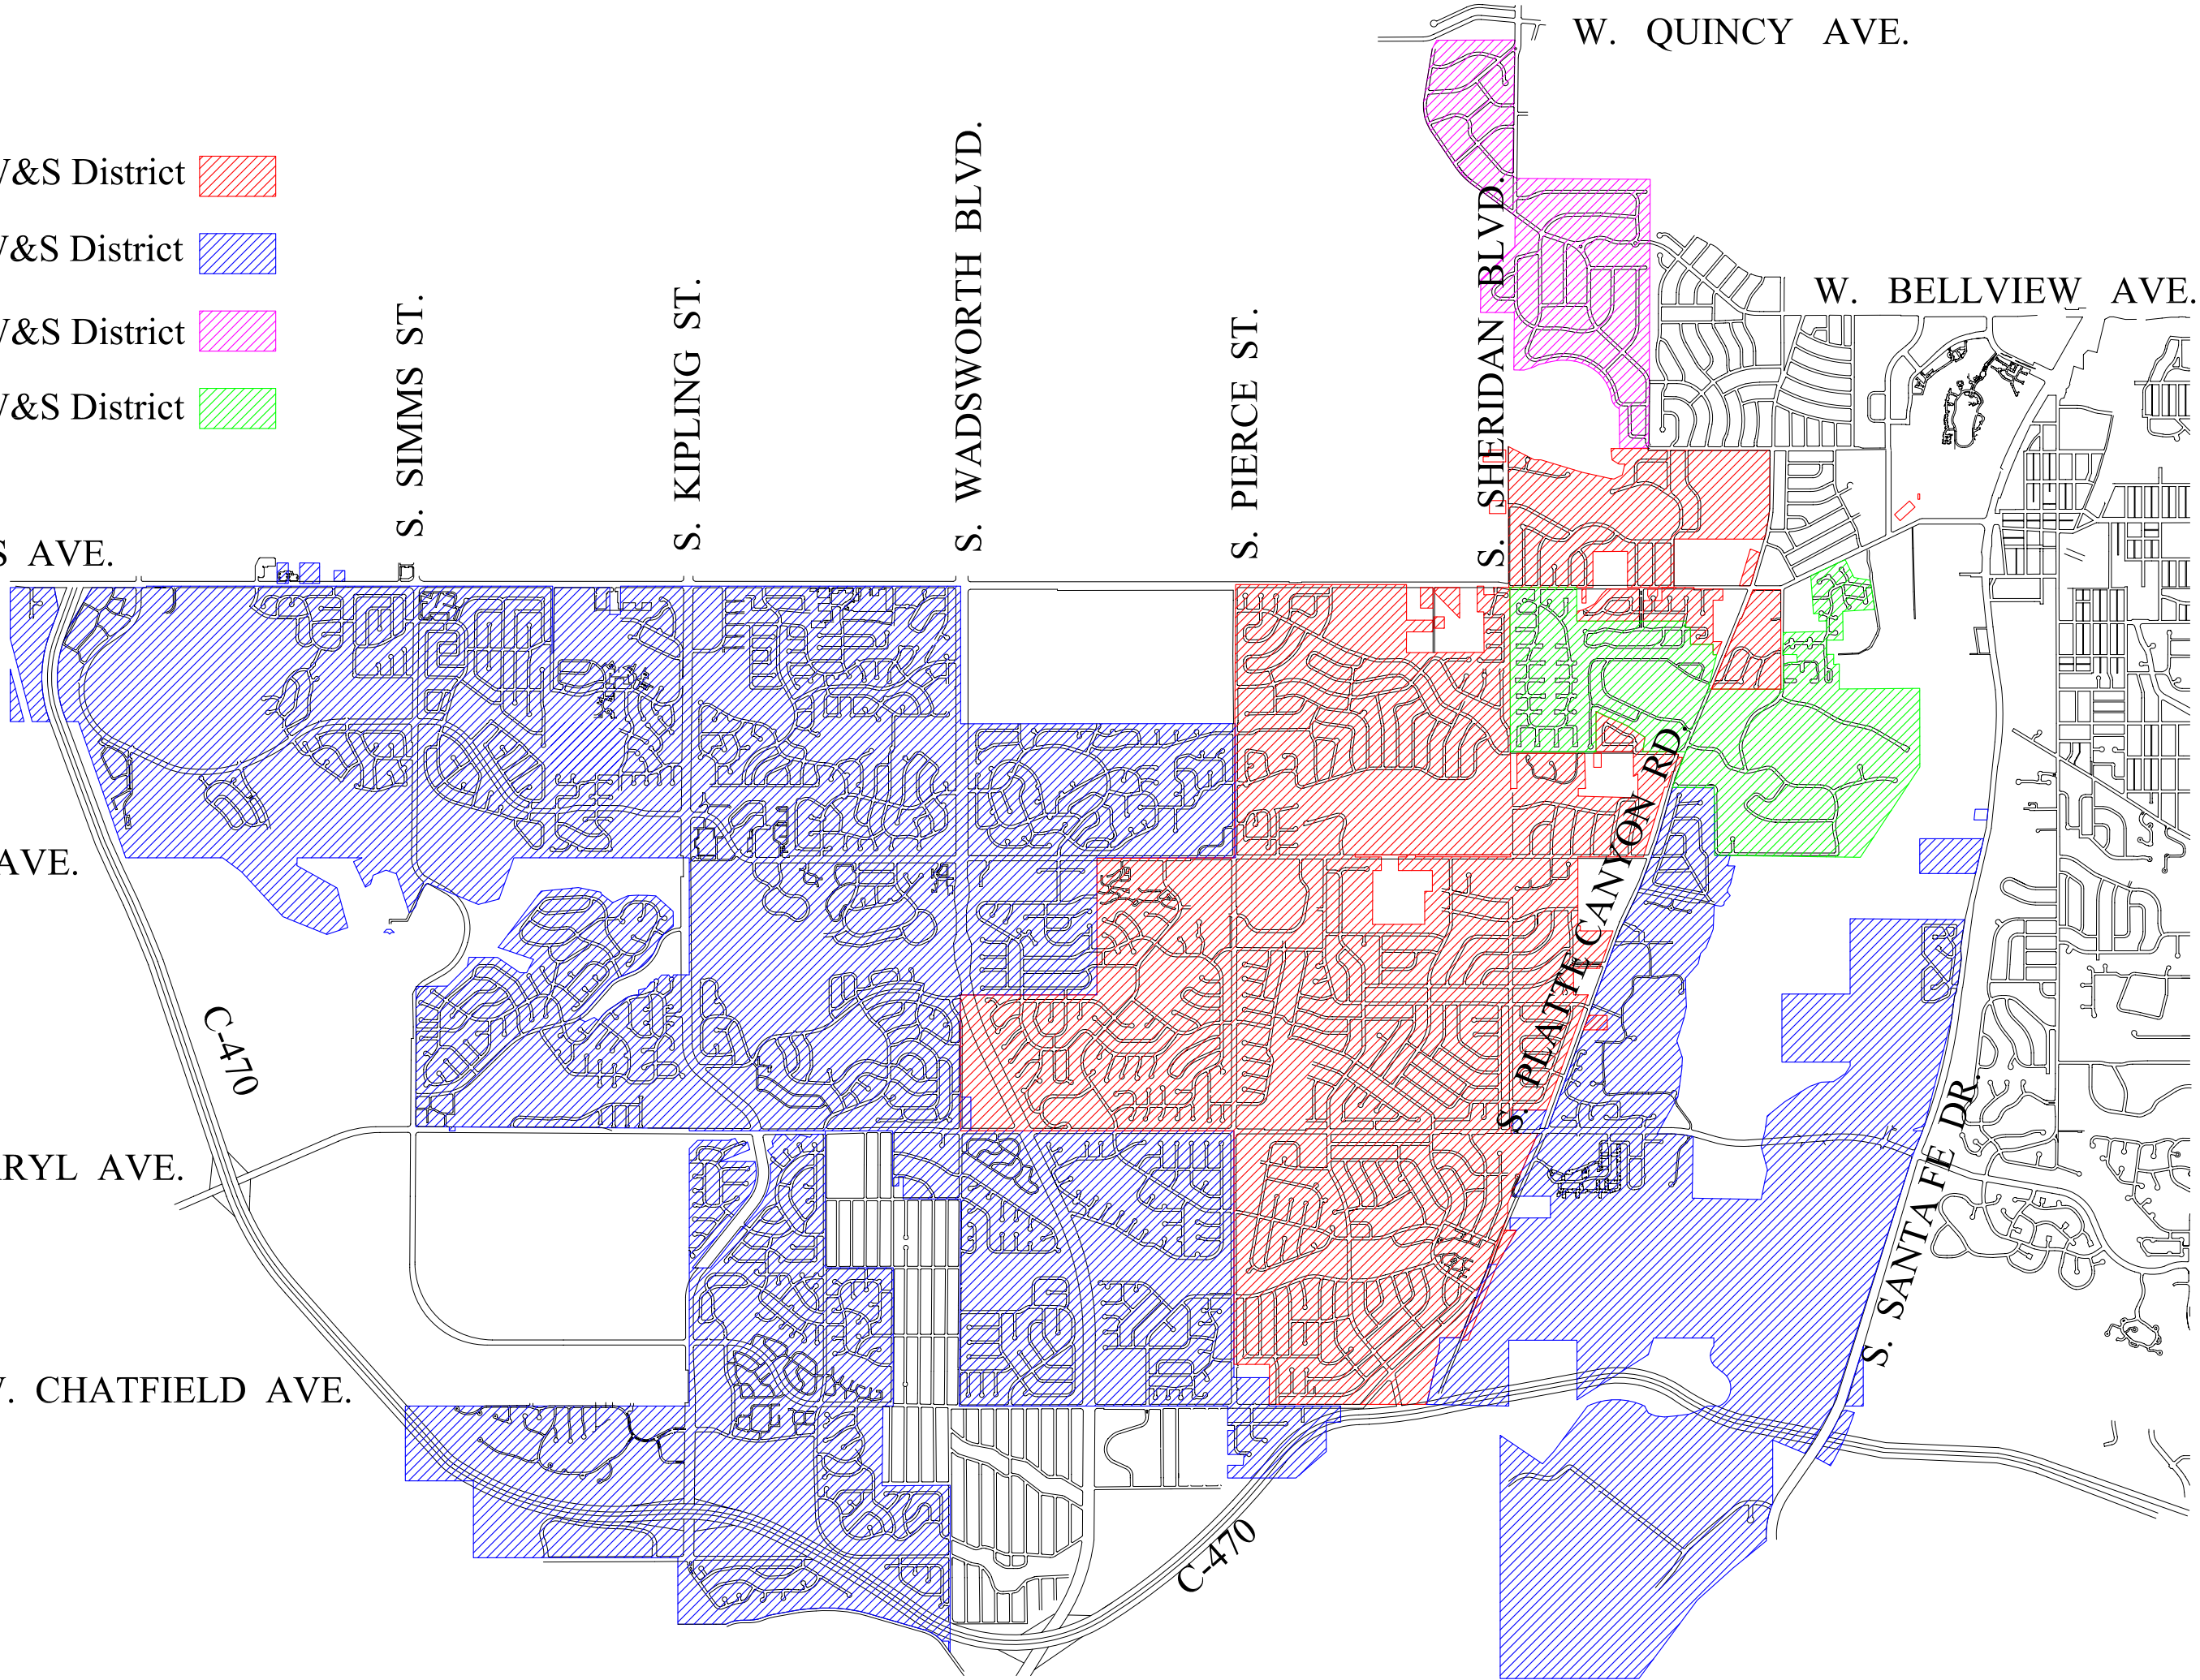 W. QUINCY AVE.
&S District
&S District
&S District
&S District
S. SIMMS ST.
S. KIPLING ST.
S. WADSWORTH BLVD.
S. PIERCE ST.
S. SHERIDAN BLVD.
W. BELLVIEW AVE.
S AVE.
AVE.
RYL AVE.
. CHATFIELD AVE.
C-470
S. PLATTE CANYON RD.
S. SANTA FE DR.
C-470